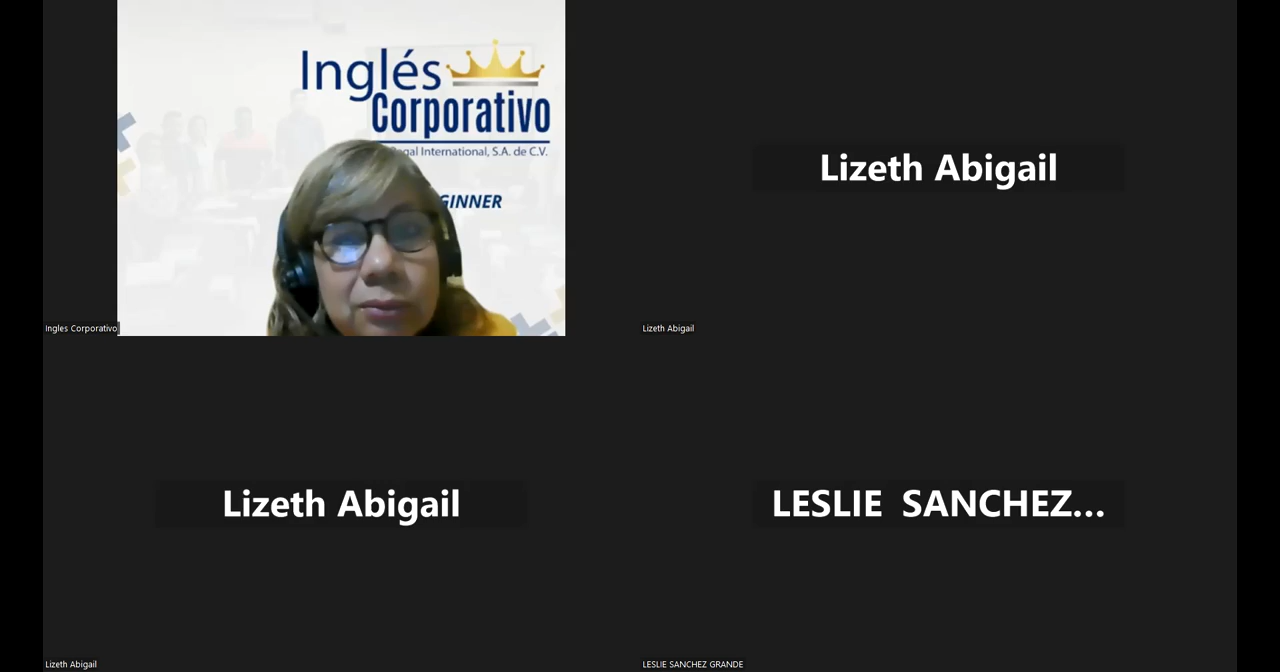 Inglés
Corporativo
gal International, S.A. de C.V.
GINNER
Ingles Corporativo
Lizeth Abigail
Lizeth Abigail
Lizeth Abigail
LESLIE SANCHEZ...
Lizeth Abigail
LESLIE SANCHEZ GRANDE